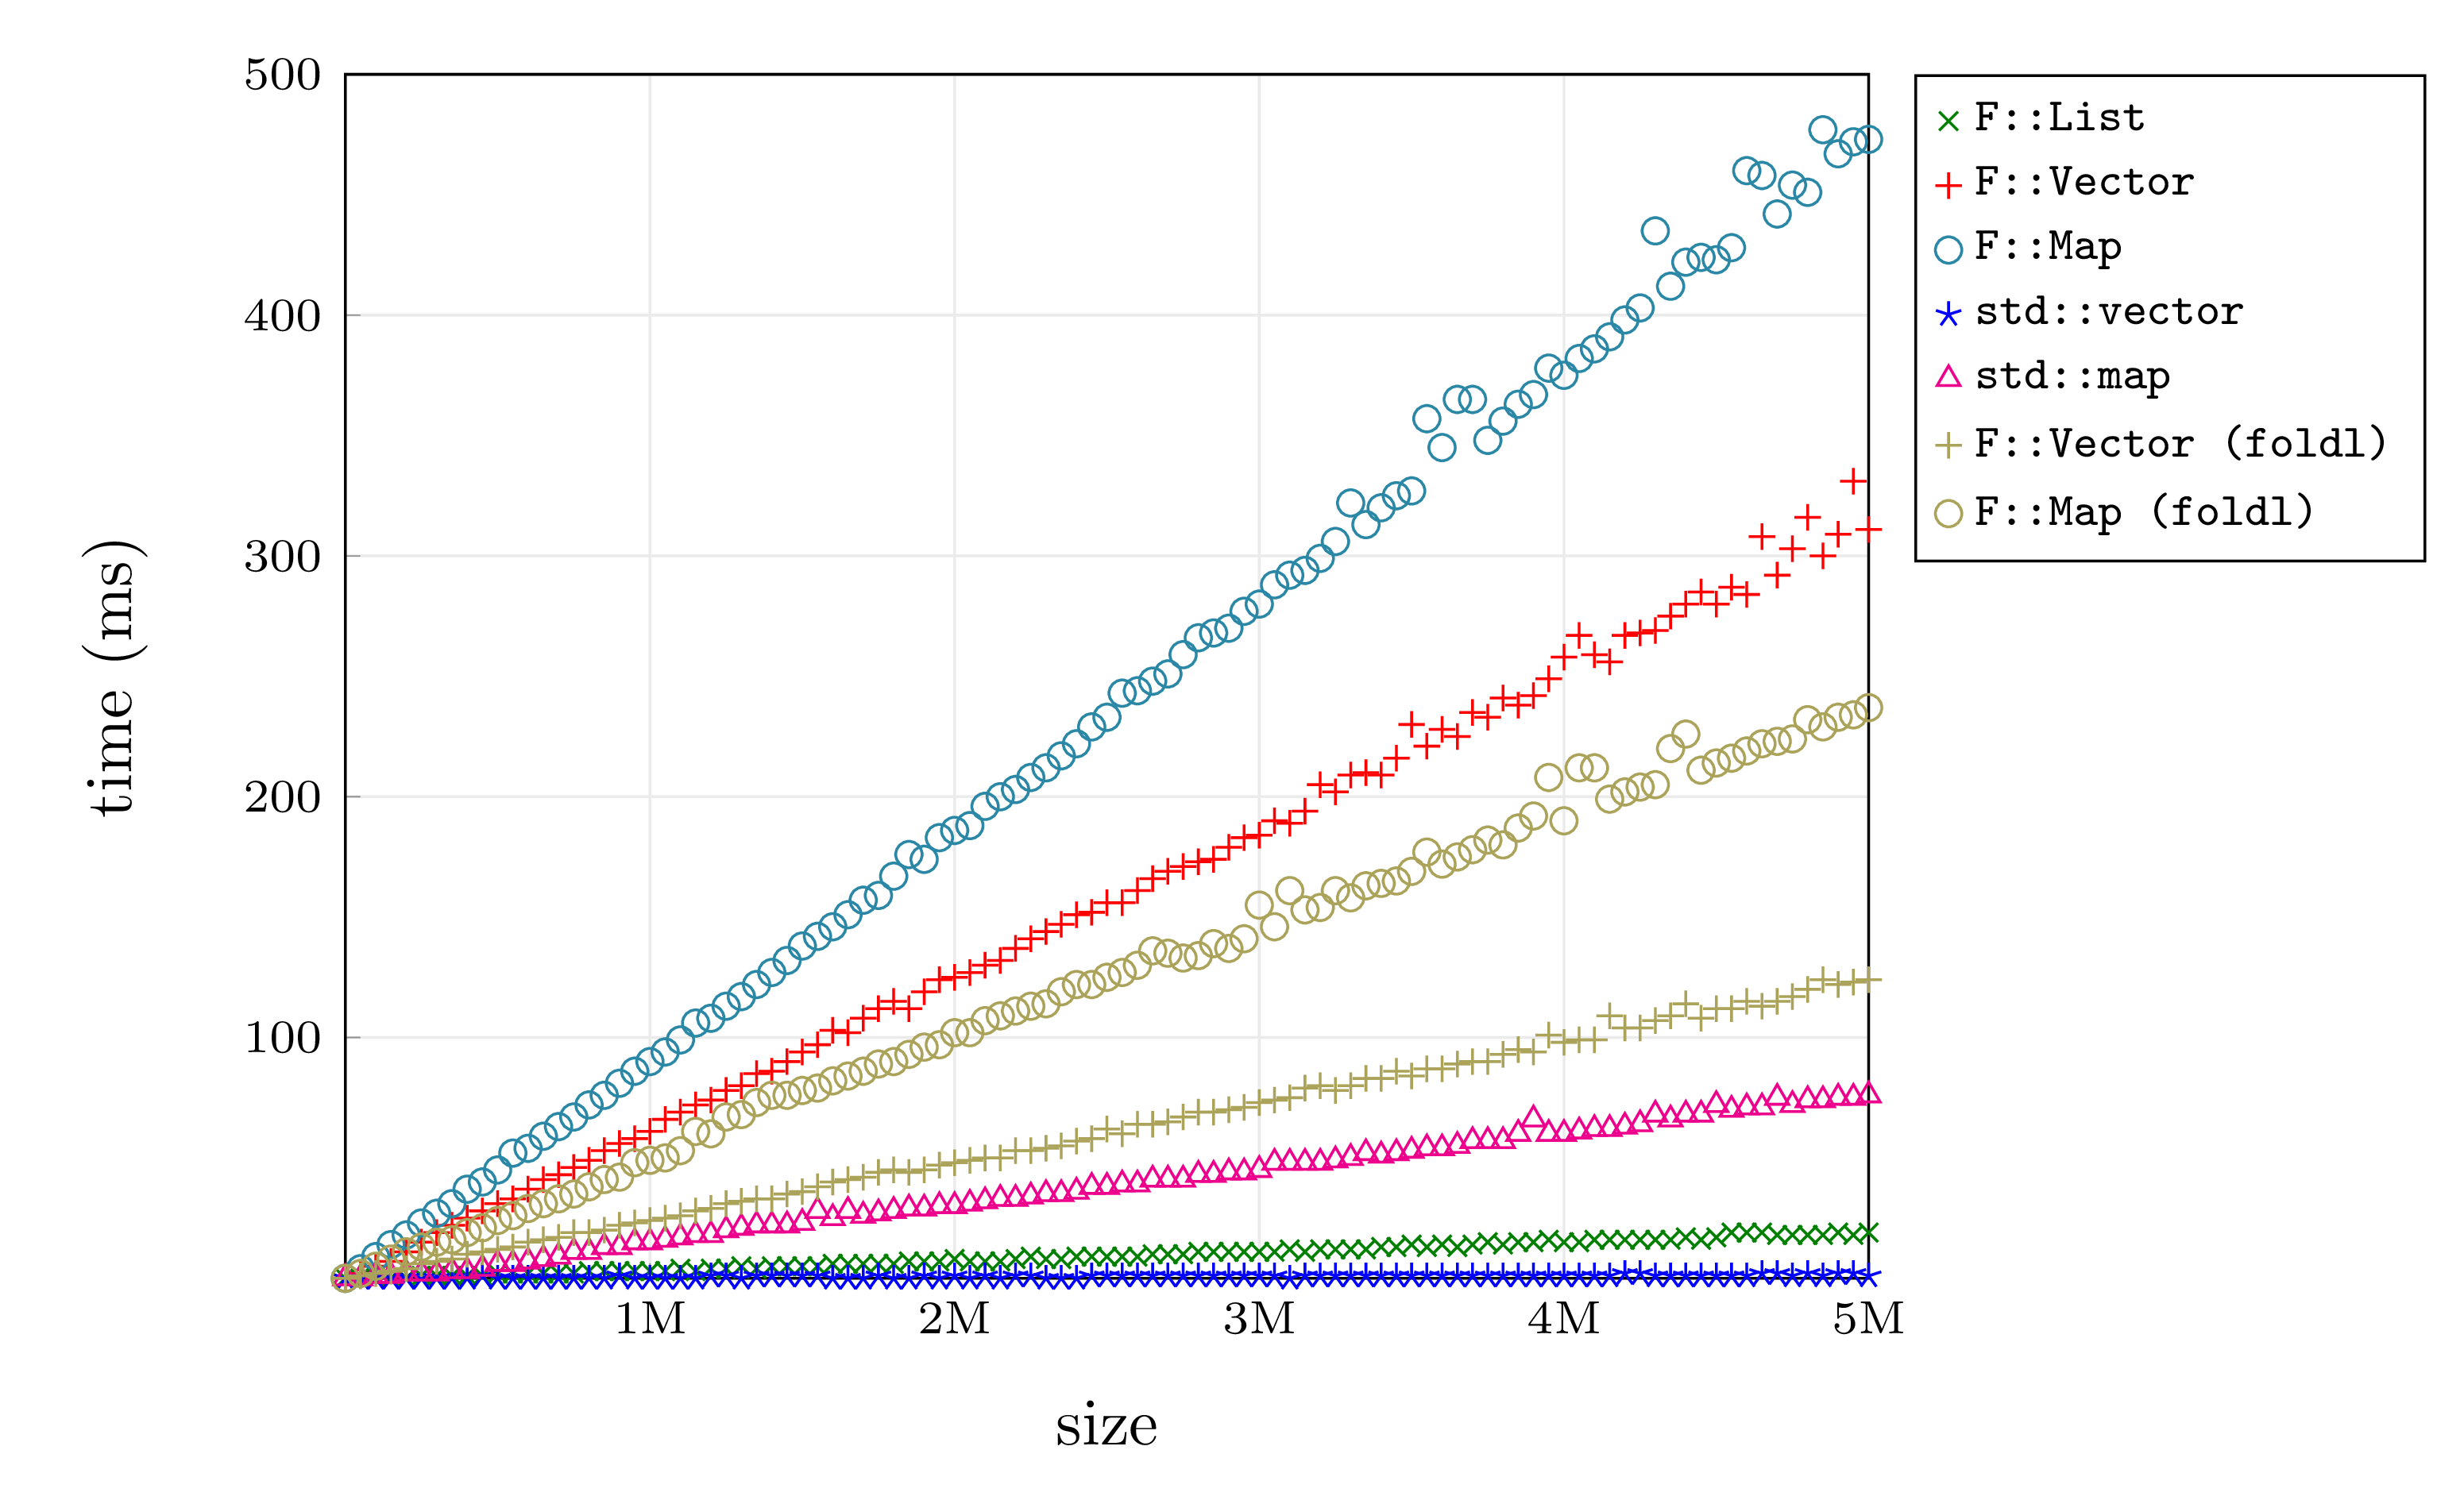 500
400
300
200
100
time (ms)
1M 2M 3M 4M 5M
size
F::List
F::Vector
F::Map
std::vector
std::map
F::Vector (foldl)
F::Map (foldl)